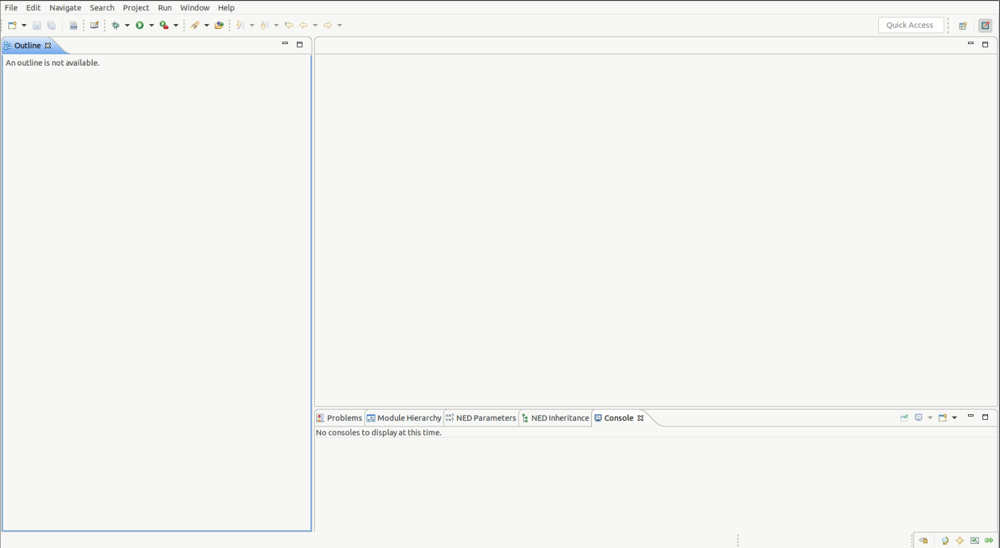 File Edit Navigate Search Project Run Window Help
Quick Access
Outline
An outline is not available.
Problems Module Hierarchy NED Parameters NED Inheritance Console
No consoles to display at this time.